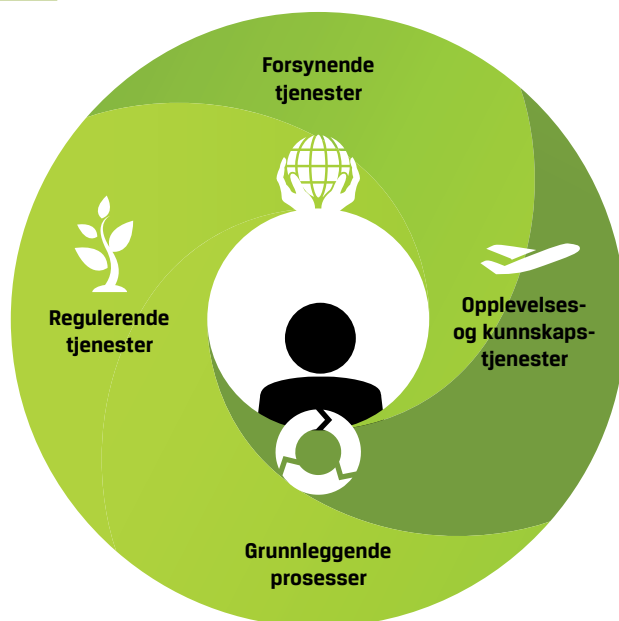 Forsynende
tjenester
Regulerende
tjenester
Opplevelses-
og kunnskaps-
tjenester
Grunnleggende
prosesser